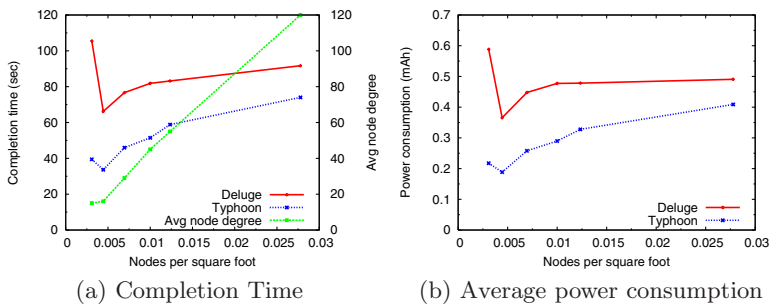 120
100
80
60
40
20
0
Completion time (sec)
120
100
80
60
40
20
0
Avg node degree
Deluge
Typhoon
Avg node degree
0 0.005 0.01 0.015 0.02 0.025 0.03
Nodes per square foot
(a) Completion Time
0.7
0.6
0.5
0.4
0.3
0.2
0.1
0
Power consumption (mAh)
Deluge
Typhoon
0 0.005 0.01 0.015 0.02 0.025 0.03
Nodes per square foot
(b) Average power consumption